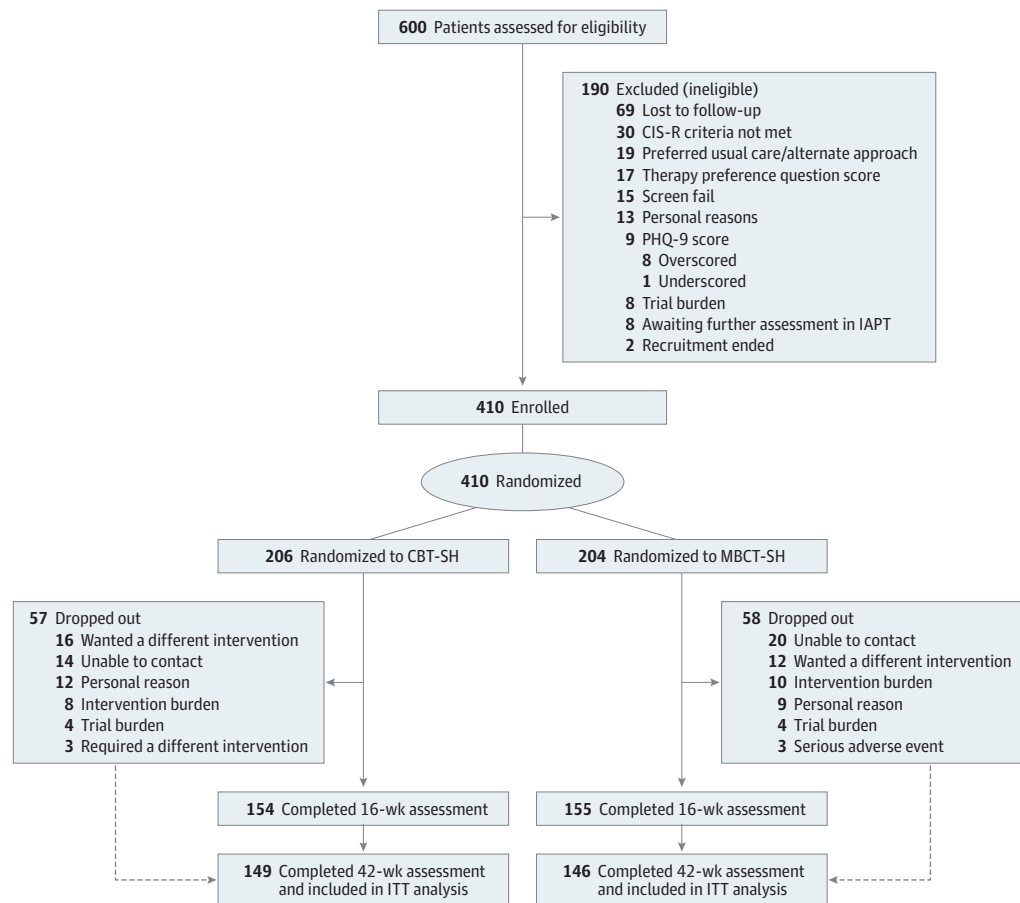 600 Patients assessed for eligibility
190 Excluded (ineligible)
69 Lost to follow-up
30 CIS-R criteria not met
19 Preferred usual care/alternate approach
17 Therapy preference question score
15 Screen fail
13 Personal reasons
9 PHQ-9 score
8 Overscored
1 Underscored
8 Trial burden
8 Awaiting further assessment in IAPT
2 Recruitment ended
410 Enrolled
410 Randomized
206 Randomized to CBT-SH
204 Randomized to MBCT-SH
57 Dropped out
16 Wanted a different intervention
14 Unable to contact
12 Personal reason
8 Intervention burden
4 Trial burden
3 Required a different intervention
58 Dropped out
20 Unable to contact
12 Wanted a different intervention
10 Intervention burden
9 Personal reason
4 Trial burden
3 Serious adverse event
154 Completed 16-wk assessment
155 Completed 16-wk assessment
149 Completed 42-wk assessment
and included in ITT analysis
146 Completed 42-wk assessment
and included in ITT analysis